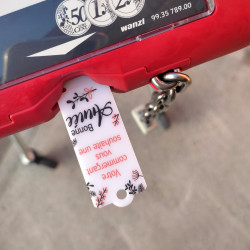 50 1 2
wanzl 99.35 789.00
Votre
commerçant
vous
souhaite une
Bonne
Année